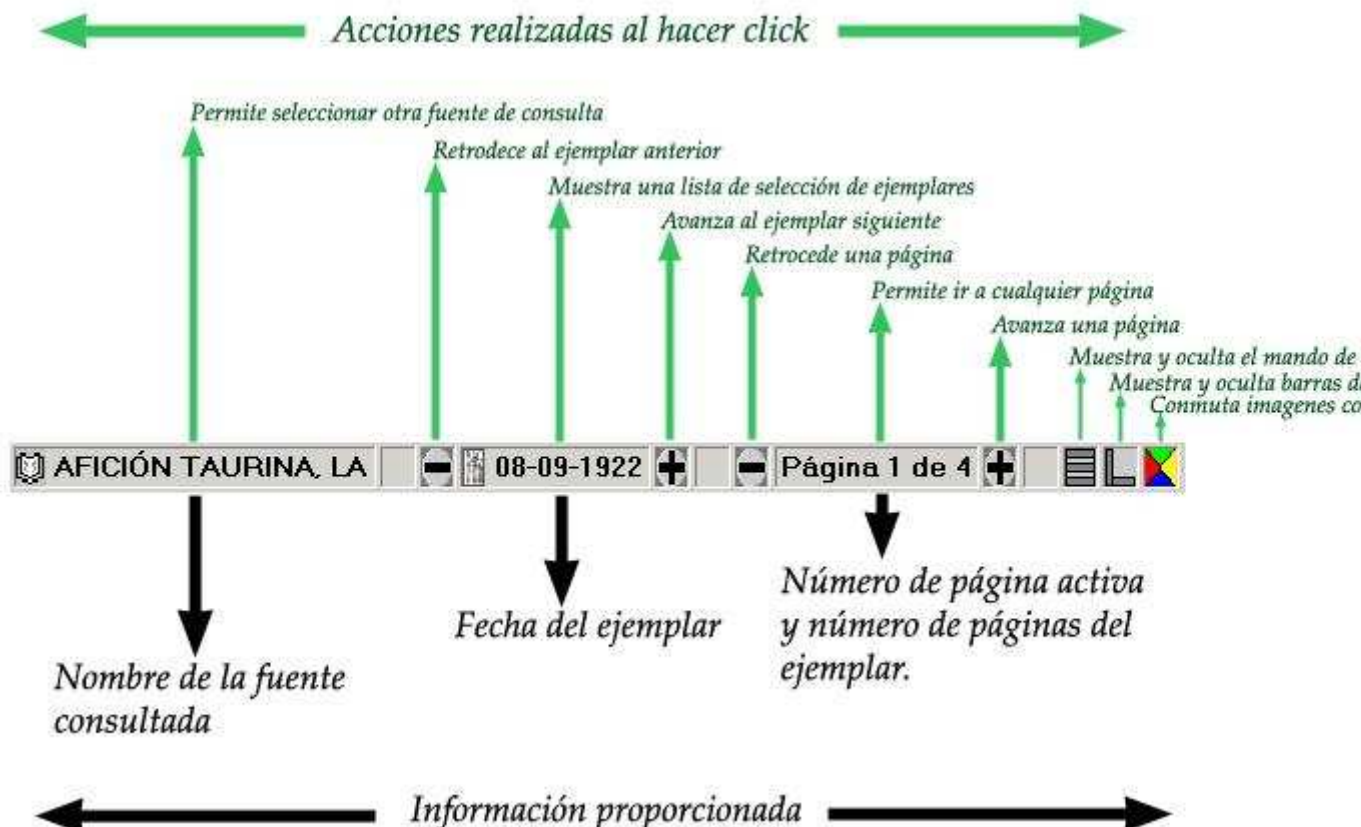 Acciones realizadas al hacer click
Permite seleccionar otra fuente de consulta
Retrodece al ejemplar anterior
Muestra una lista de selección de ejemplares
Avanza al ejemplar siguiente
Retrocede una página
Permite ir a cualquier página
Avanza una página
Muestra y oculta el mando de
Muestra y oculta barras
Conmuta imagenes
AFICIÓN TAURINA, LA 08-09-1922 Página 1 de 4
Número de página activa
y número de páginas del
ejemplar.
Fecha del ejemplar
Nombre de la fuente
consultada
Información proporcionada